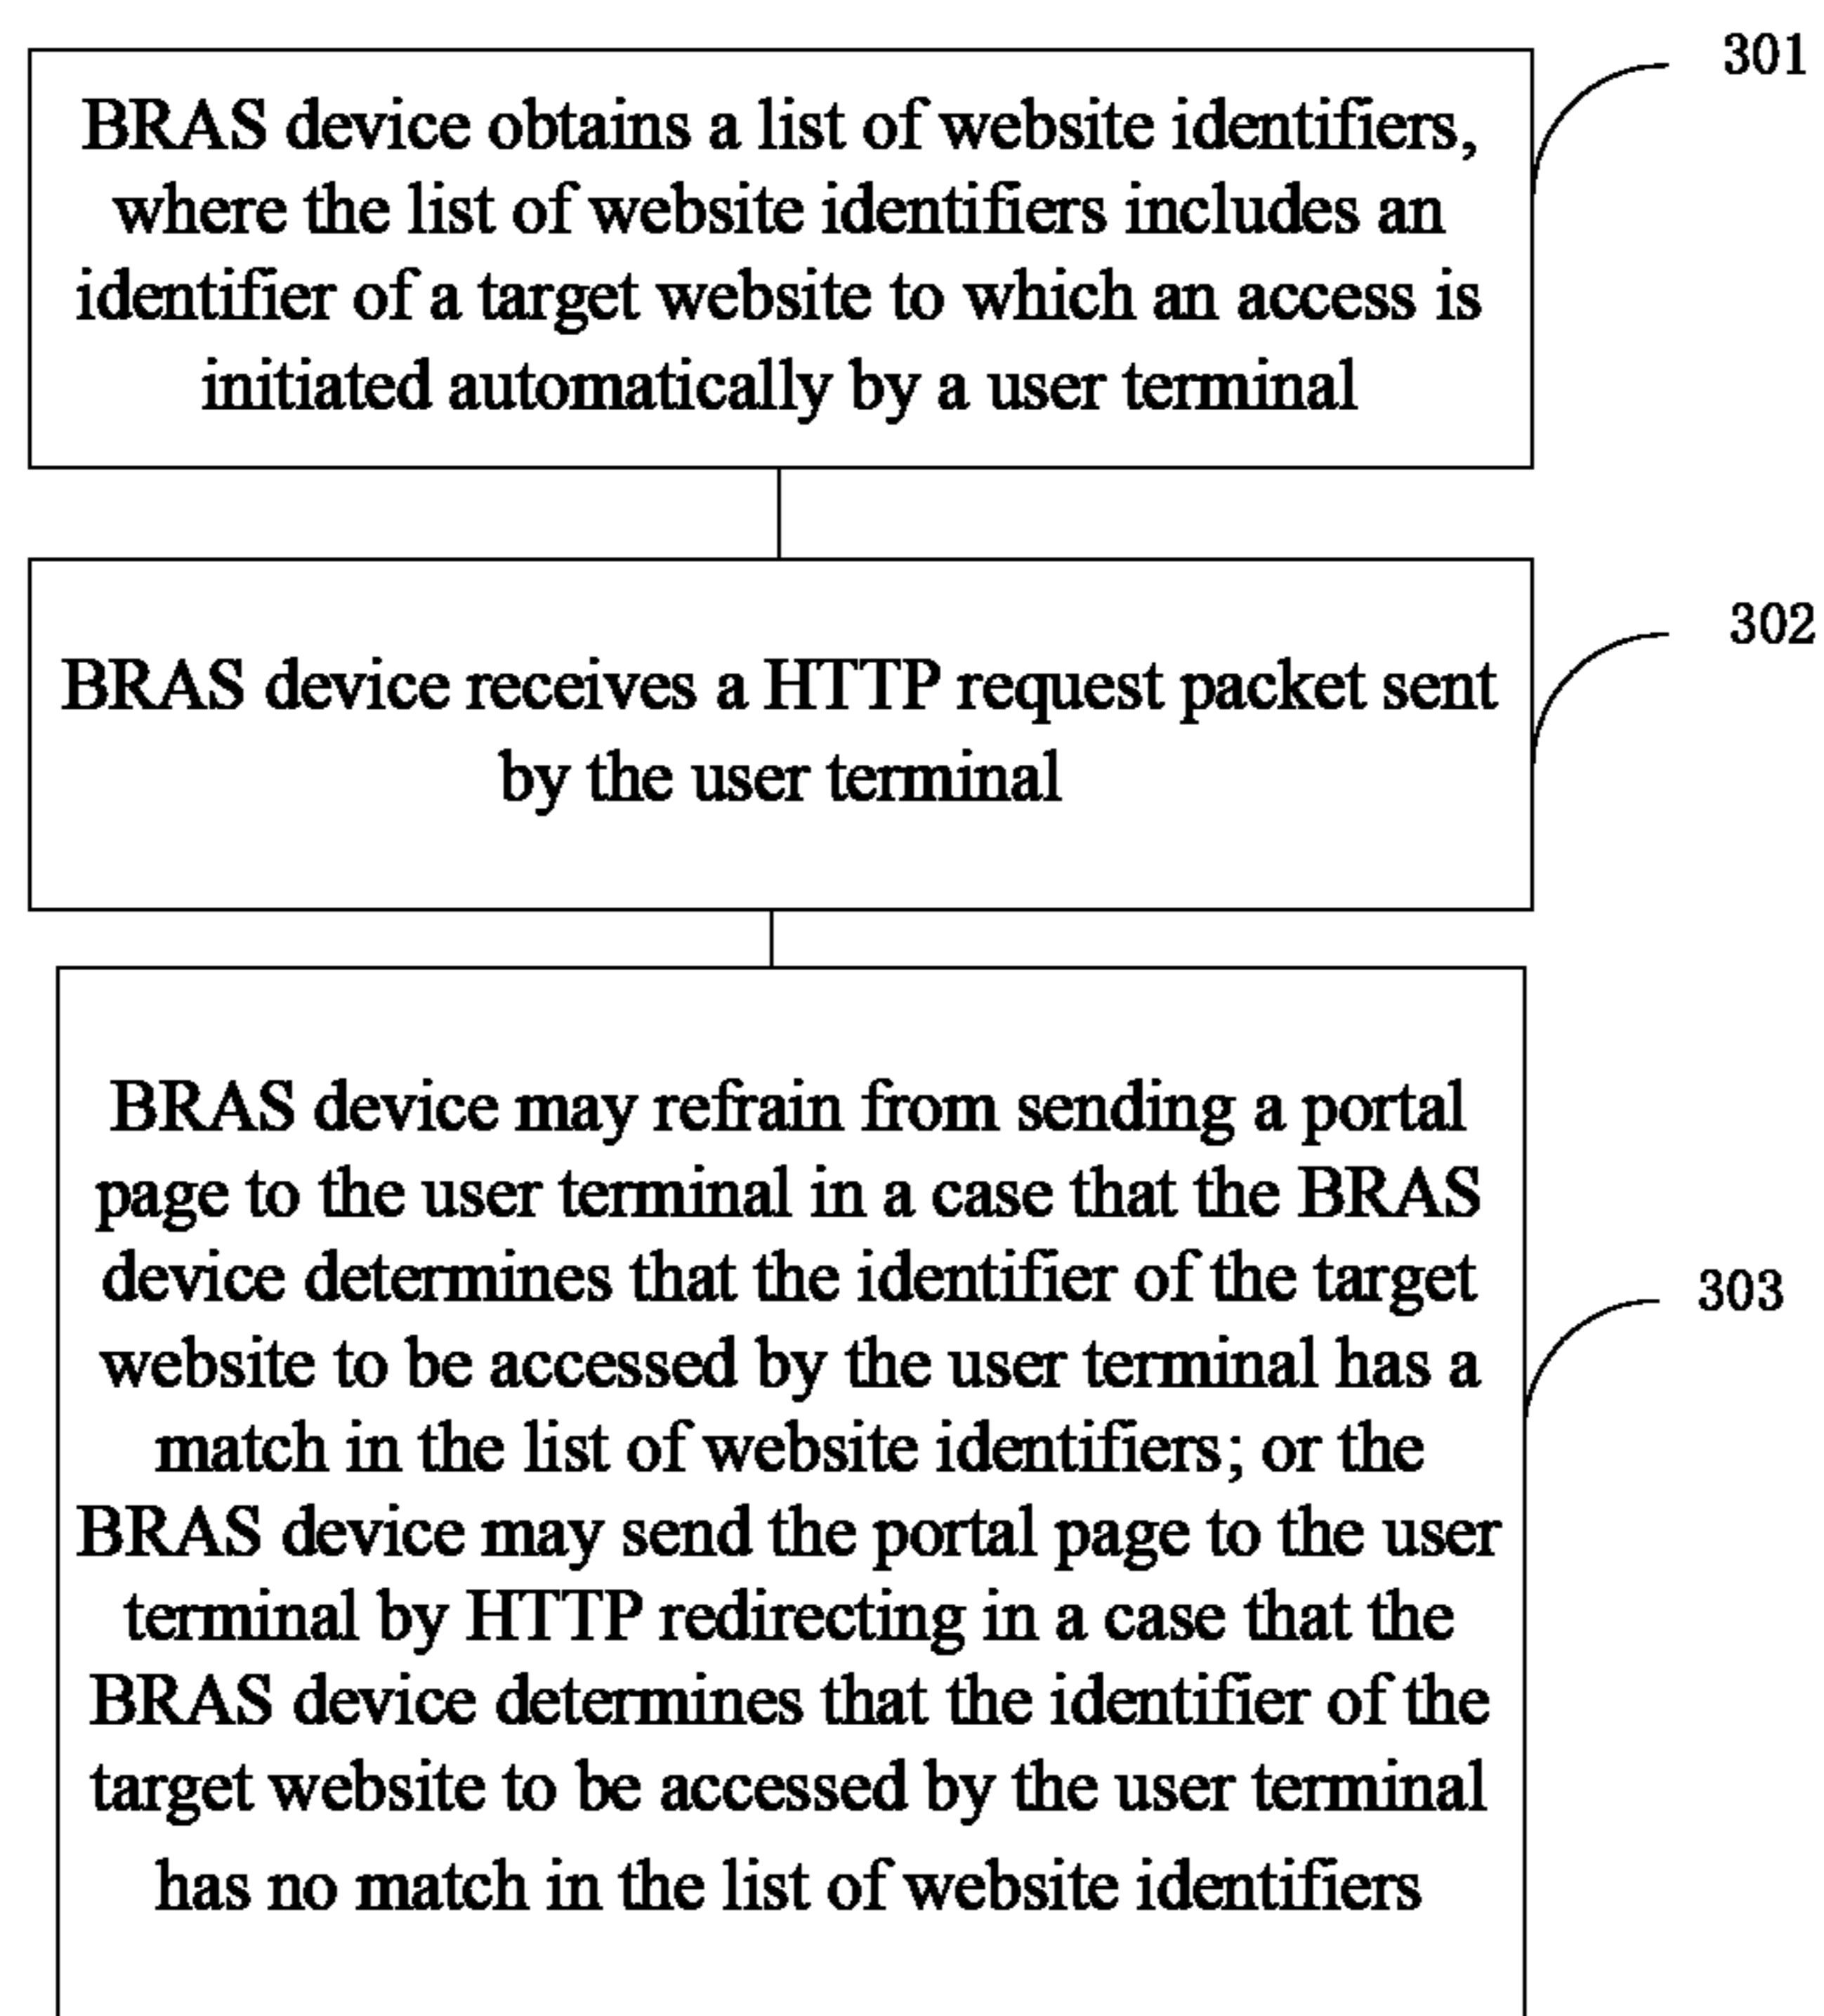 301
BRAS device obtains a list of website identifiers,
where the list of website identifiers includes an
identifier of a target website to which an access is
initiated automatically by a user terminal
302
BRAS device receives a HTTP request packet sent
by the user terminal
BRAS device may refrain from sending a portal
page to the user terminal in a case that the BRAS
device determines that the identifier of the target
303
website to be accessed by the user terminal has a
match in the list of website identifiers; or the
BRAS device may send the portal page to the user
terminal by HTTP redirecting in a case that the
BRAS device determines that the identifier of the
target website to be accessed by the user terminal
has no match in the list of website identifiers